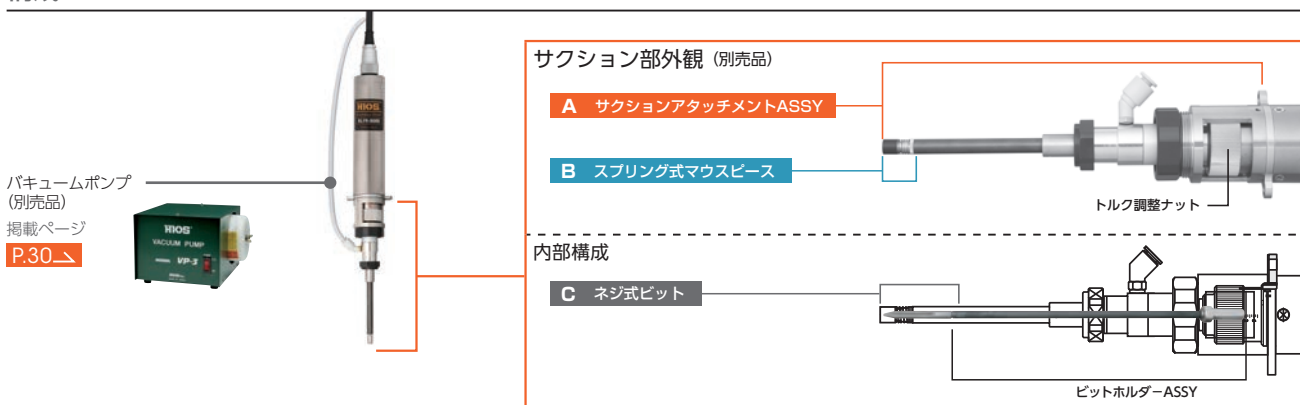 サクション部外観 (別売品)
A サクションアタッチメントASSY
B スプリング式マウスピース
トルク調整ナット
バキュームポンプ
(別売品)
掲載ページ
P.30
HIOS
VACUUM PUMP
MODEL VP-3
HIOS
内部構成
C ネジ式ビット
ビットホルダーASSY